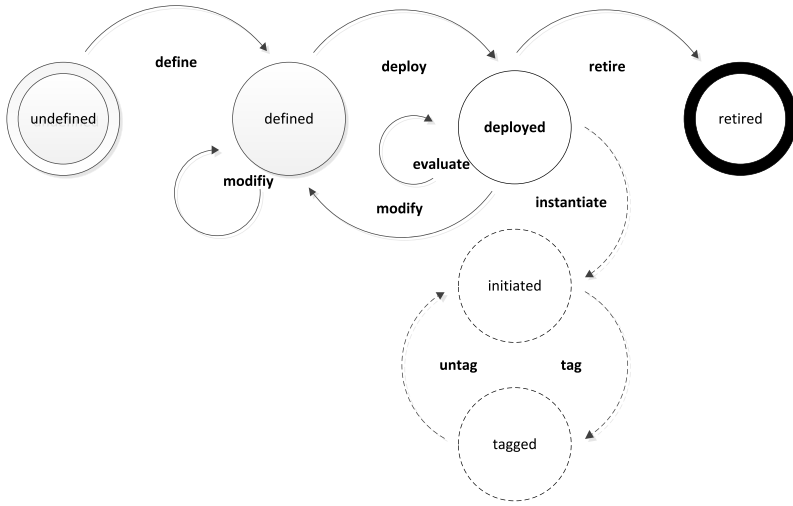 define
deploy
retire
undefined
defined
deployed
retired
evaluate
modifiy
modify
instantiate
initiated
untag
tag
tagged